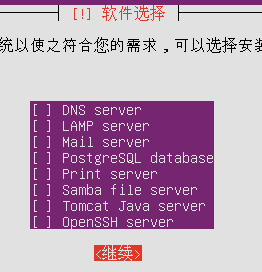 [!] 软件选择
统以使之符合您的需求，可以选择安装
[ ] DNS server
[ ] LAMP server
[ ] Mail server
[ ] PostgreSQL database
[ ] Print server
[ ] Samba file server
[ ] Tomcat Java server
[ ] OpenSSH server
<继续>